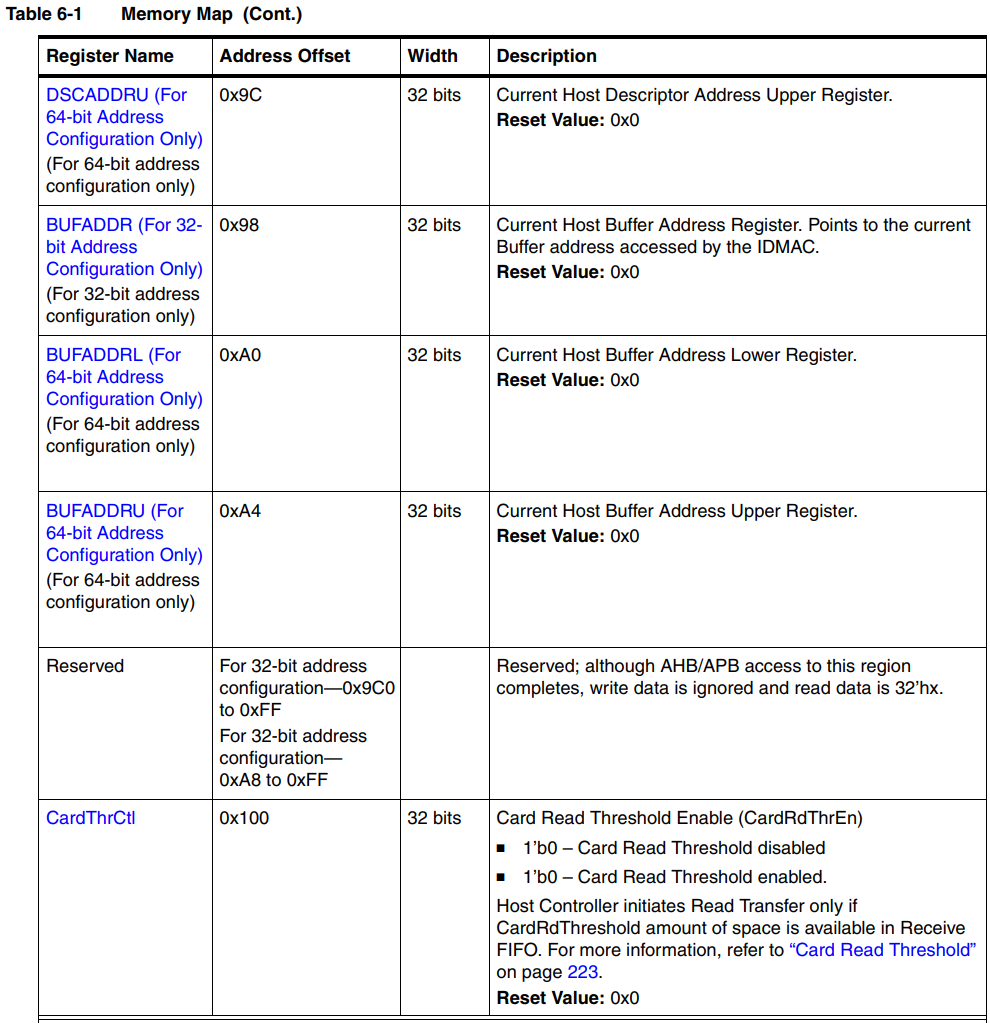 Table 6-1 Memory Map (Cont.)
Register Name Address Offset Width Description
DSCADDRU (For
64-bit Address
Configuration Only)
(For 64-bit address
configuration only)
0x9C
32 bits
Current Host Descriptor Address Upper Register.
Reset Value: 0x0
BUFADDR (For 32-
bit Address
Configuration Only)
(For 32-bit address
configuration only)
0x98
32 bits
Current Host Buffer Address Register. Points to the current
Buffer address accessed by the IDMAC.
Reset Value: 0x0
BUFADDRL (For
64-bit Address
Configuration Only)
(For 64-bit address
configuration only)
0xA0
32 bits
Current Host Buffer Address Lower Register.
Reset Value: 0x0
BUFADDRU (For
64-bit Address
Configuration Only)
(For 64-bit address
configuration only)
0xA4
32 bits
Current Host Buffer Address Upper Register.
Reset Value: 0x0
Reserved
For 32-bit address
configuration—0x9C0
to 0xFF
For 32-bit address
configuration—
0xA8 to 0xFF
Reserved; although AHB/APB access to this region
completes, write data is ignored and read data is 32’hx.
CardThrCtl
0x100
32 bits
Card Read Threshold Enable (CardRdThrEn)
■ 1’b0 – Card Read Threshold disabled
■ 1’b0 – Card Read Threshold enabled.
Host Controller initiates Read Transfer only if
CardRdThreshold amount of space is available in Receive
FIFO. For more information, refer to “Card Read Threshold”
on page 223.
Reset Value: 0x0